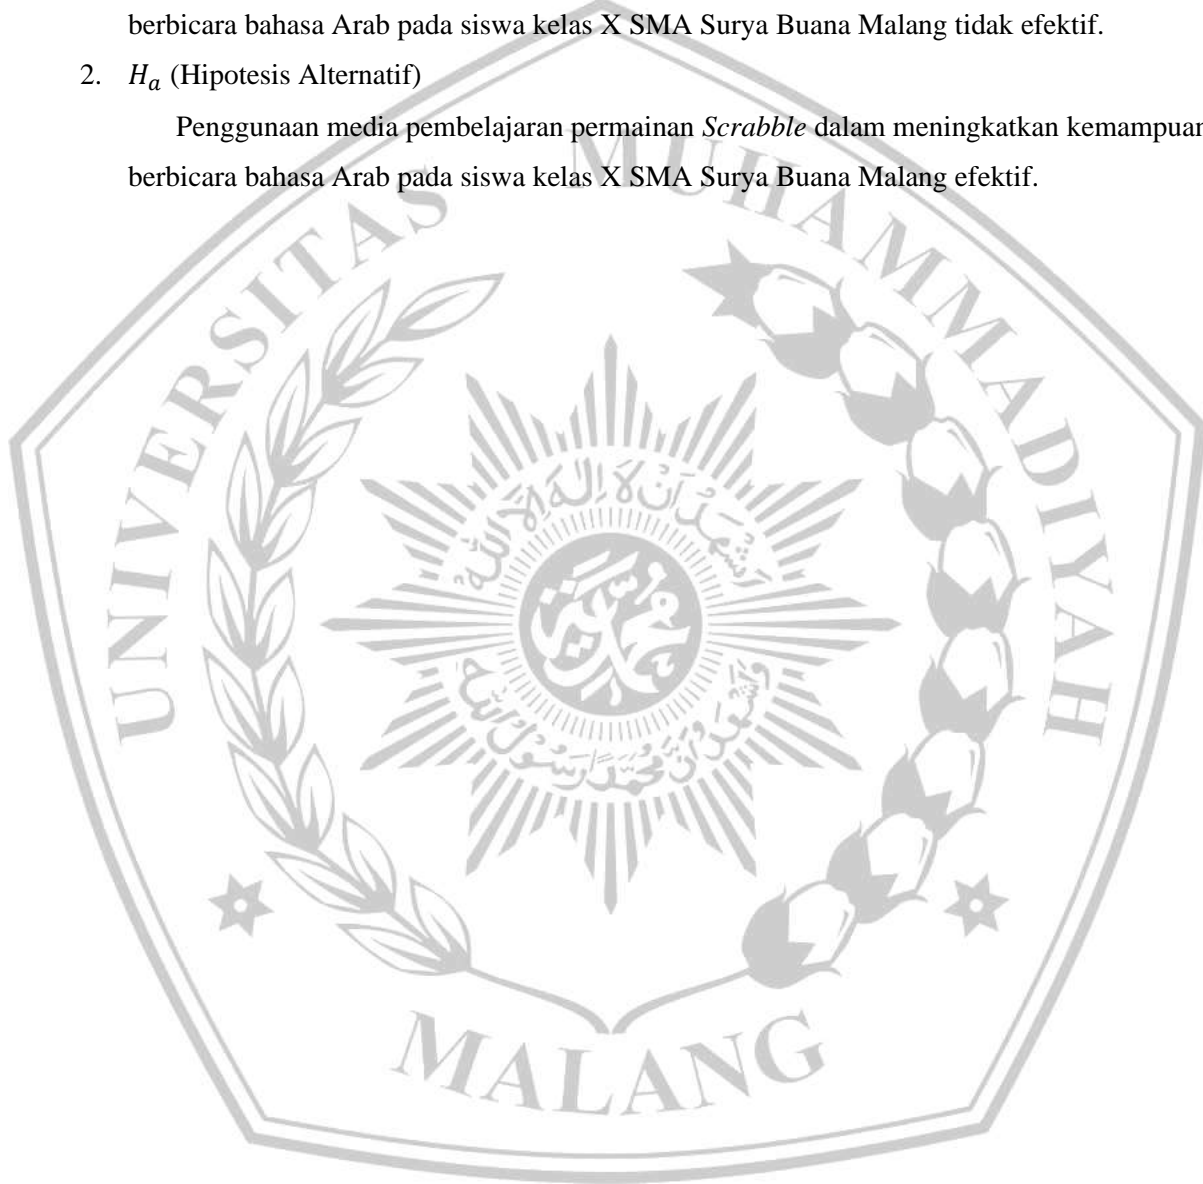 berbicara bahasa Arab pada siswa kelas X SMA Surya Buana Malang tidak efektif.
2. Hₐ (Hipotesis Alternatif)
Penggunaan media pembelajaran permainan Scrabble dalam meningkatkan kemampuan
berbicara bahasa Arab pada siswa kelas X SMA Surya Buana Malang efektif.
UNIVERSITAS MUHAMMADIYAH
MALANG